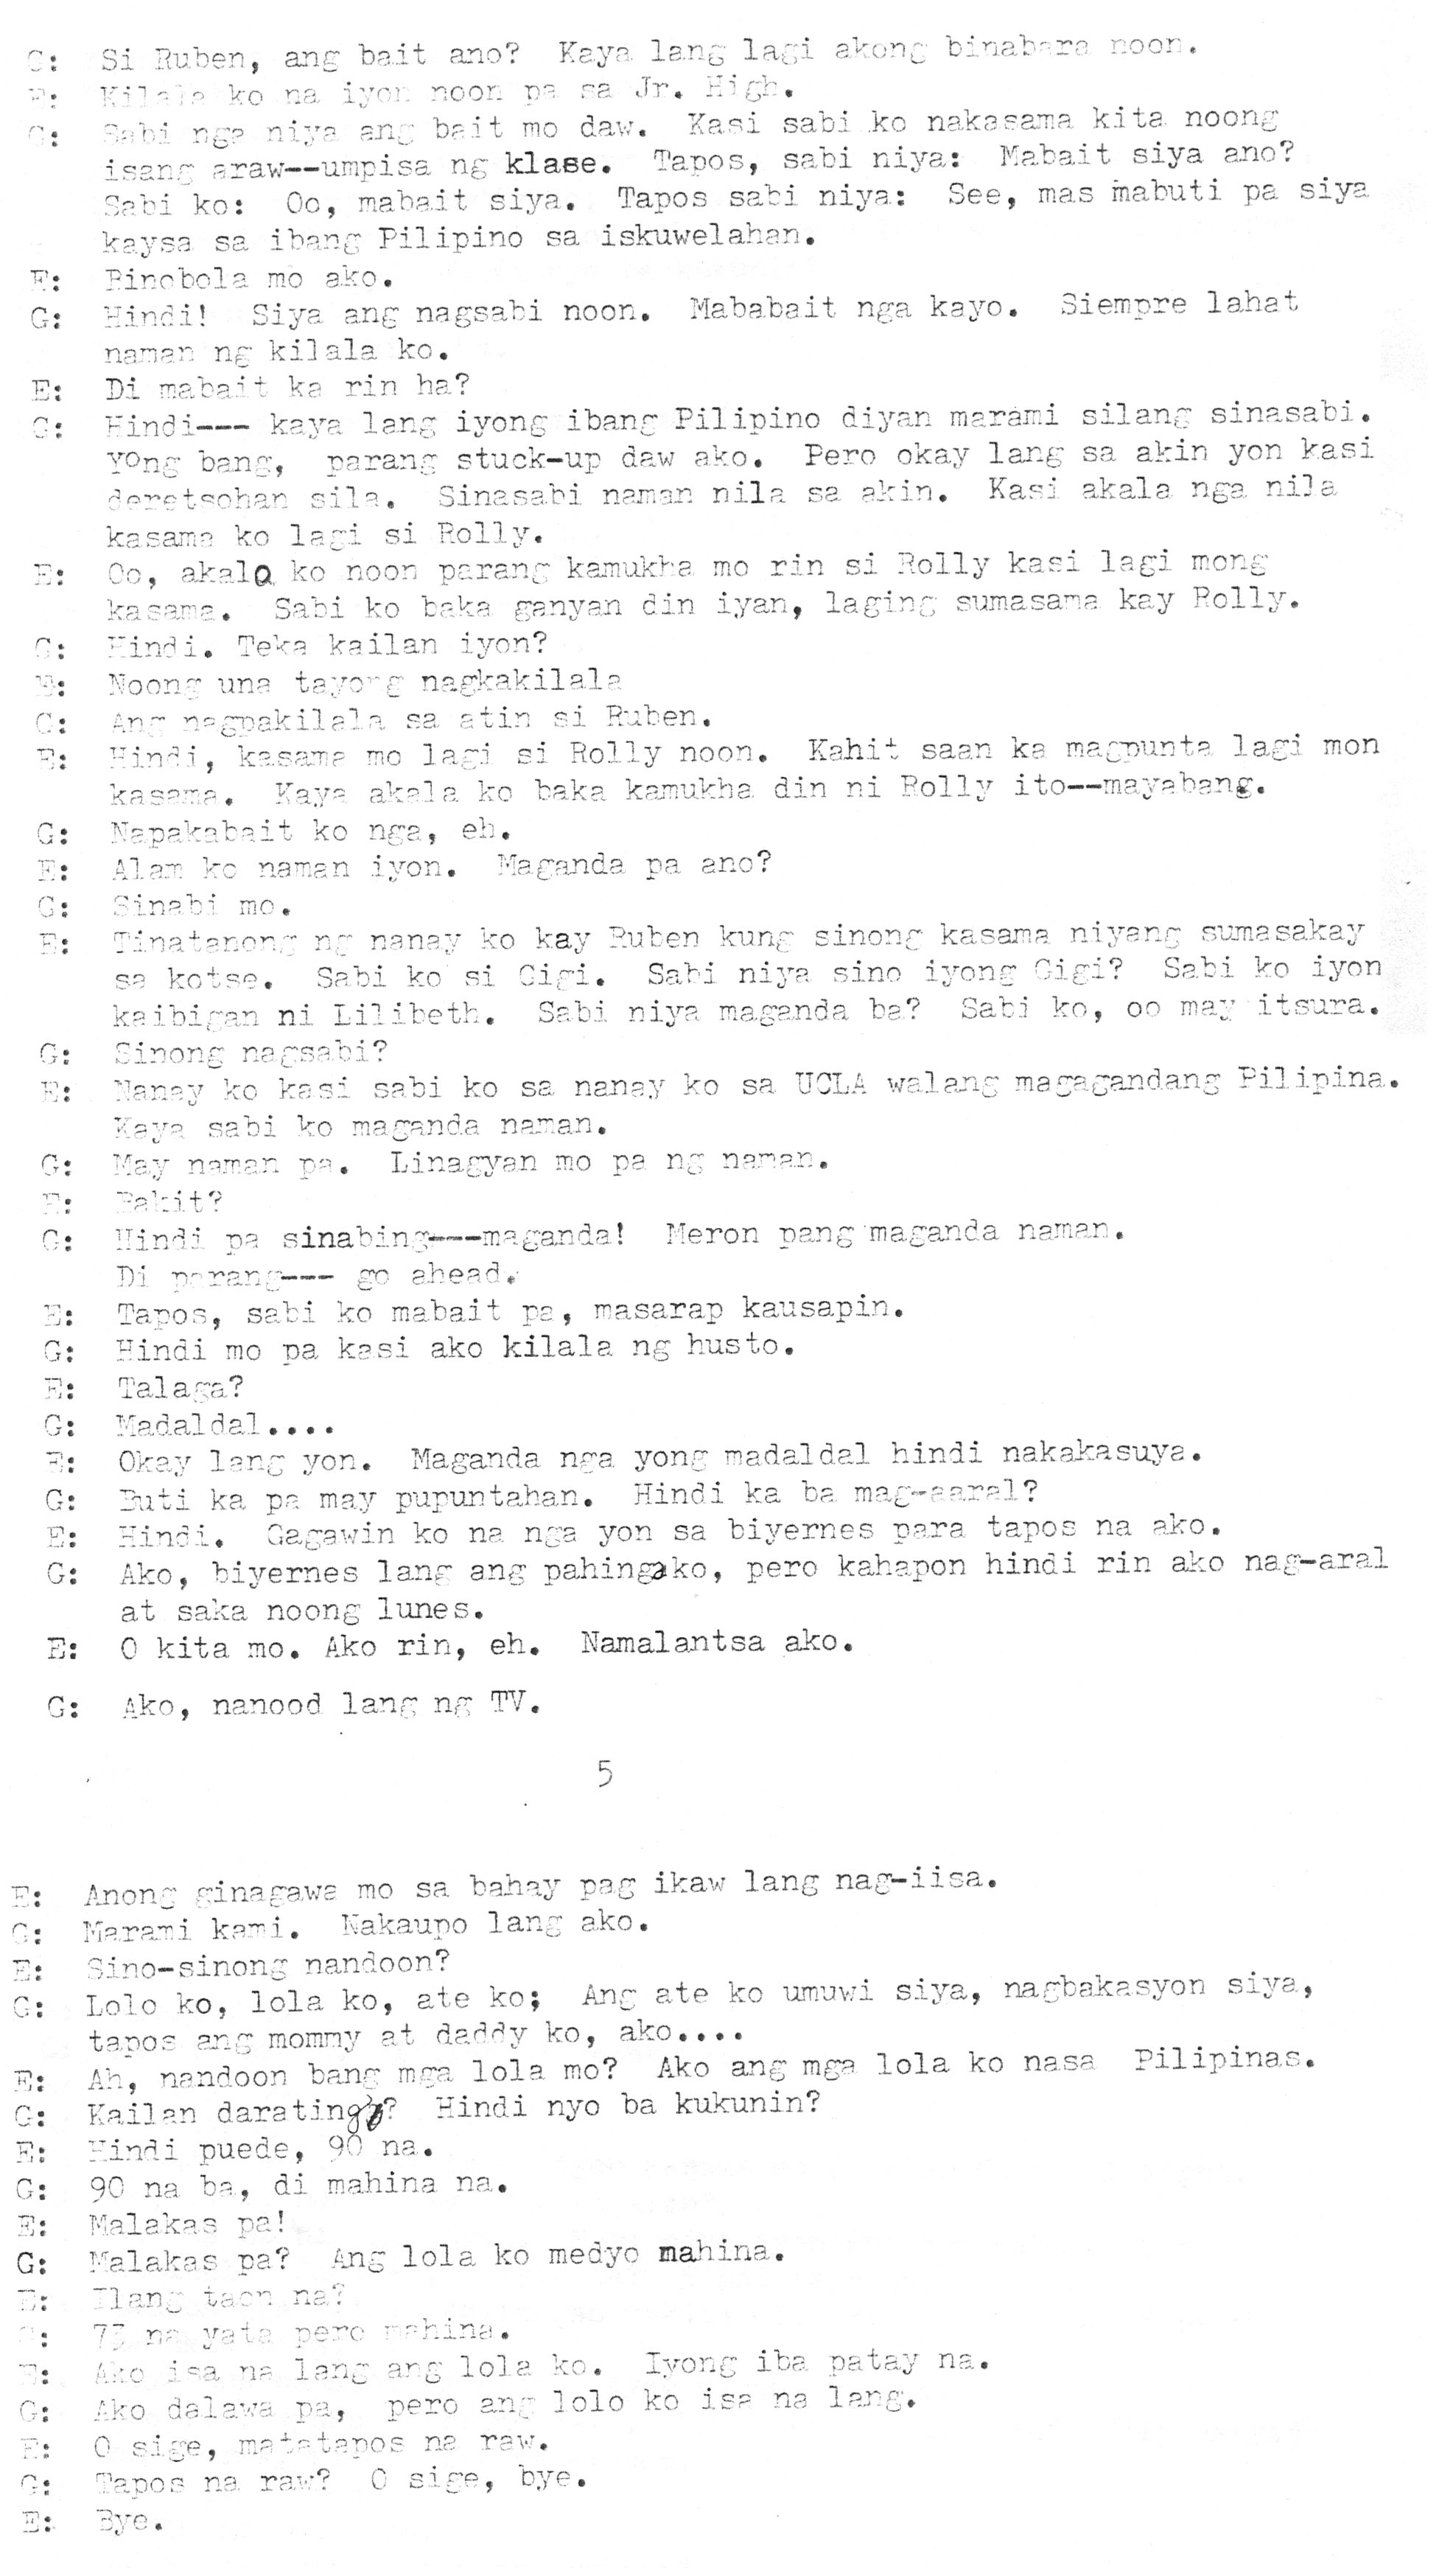 G: Si Ruben, ang bait ano? Kaya lang lagi akong binabara noon.
E: Kilala ko na iyon noon pa sa Jr. High.
G: Sabi nga niya ang bait mo daw. Kasi sabi ko nakasama kita noong
isang araw--umpisa ng klase. Tapos, sabi niya: Mabait siya ano?
Sabi ko: Oo, mabait siya. Tapos sabi niya: See, mas mabuti pa siya
kaysa sa ibang Pilipino sa iskuwelahan.
E: Binobola mo ako.
G: Hindi! Siya ang nagsabi noon. Mababait nga kayo. Siempre lahat
naman ng kilala ko.
E: Di mabait ka rin ha?
G: Hindi--- kaya lang iyong ibang Pilipino diyan marami silang sinasabi.
Yong bang, parang stuck-up daw ako. Pero okay lang sa akin yon kasi
deretsohan sila. Sinasabi naman nila sa akin. Kasi akala nga nila
kasama ko lagi si Rolly.
E: Oo, akala ko noon parang kamukha mo rin si Rolly kasi lagi mong
kasama. Sabi ko baka ganyan din iyan, laging sumasama kay Rolly.
G: Hindi. Teka kailan iyon?
E: Noong una tayong nagkakilala
G: Ang nagpakilala sa atin si Ruben.
E: Hindi, kasama mo lagi si Rolly noon. Kahit saan ka magpunta lagi mon
kasama. Kaya akala ko baka kamukha din ni Rolly ito--mayabang.
G: Napakabait ko nga, eh.
E: Alam ko naman iyon. Maganda pa ano?
G: Sinabi mo.
E: Tinatanong ng nanay ko kay Ruben kung sinong kasama niyang sumasakay
sa kotse. Sabi ko si Gigi. Sabi niya sino iyong Gigi? Sabi ko iyon
kaibigan ni Lilibeth. Sabi niya maganda ba? Sabi ko, oo may itsura.
G: Sinong nagsabi?
E: Nanay ko kasi sabi ko sa nanay ko sa UCLA walang magagandang Pilipina.
Kaya sabi ko maganda naman.
G: May naman pa. Linagyan mo pa ng naman.
E: Bakit?
G: Hindi pa sinabing---maganda! Meron pang maganda naman.
Di parang--- go ahead.
E: Tapos, sabi ko mabait pa, masarap kausapin.
G: Hindi mo pa kasi ako kilala ng husto.
E: Talaga?
G: Madaldal....
E: Okay lang yon. Maganda nga yong madaldal hindi nakakasuya.
G: Buti ka pa may pupuntahan. Hindi ka ba mag-aaral?
E: Hindi. Gagawin ko na nga yon sa biyernes para tapos na ako.
G: Ako, biyernes lang ang pahinga ko, pero kahapon hindi rin ako nag-aral
at saka noong lunes.
E: O kita mo. Ako rin, eh. Namalantsa ako.
G: Ako, nanood lang ng TV.
5
E: Anong ginagawa mo sa bahay pag ikaw lang nag-iisa.
G: Marami kami. Nakaupo lang ako.
E: Sino-sinong nandoon?
G: Lolo ko, lola ko, ate ko; Ang ate ko umuwi siya, nagbakasyon siya,
tapos ang mommy at daddy ko, ako....
E: Ah, nandoon bang mga lola mo? Ako ang mga lola ko nasa Pilipinas.
G: Kailan darating? Hindi nyo ba kukunin?
E: Hindi puede, 90 na.
G: 90 na ba, di mahina na.
E: Malakas pa!
G: Malakas pa? Ang lola ko medyo mahina.
E: Ilang taon na?
G: 73 na yata pero mahina.
E: Ako isa na lang ang lola ko. Iyong iba patay na.
G: Ako dalawa pa, pero ang lolo ko isa na lang.
E: O sige, matatapos na raw.
G: Tapos na raw? O sige, bye.
E: Bye.